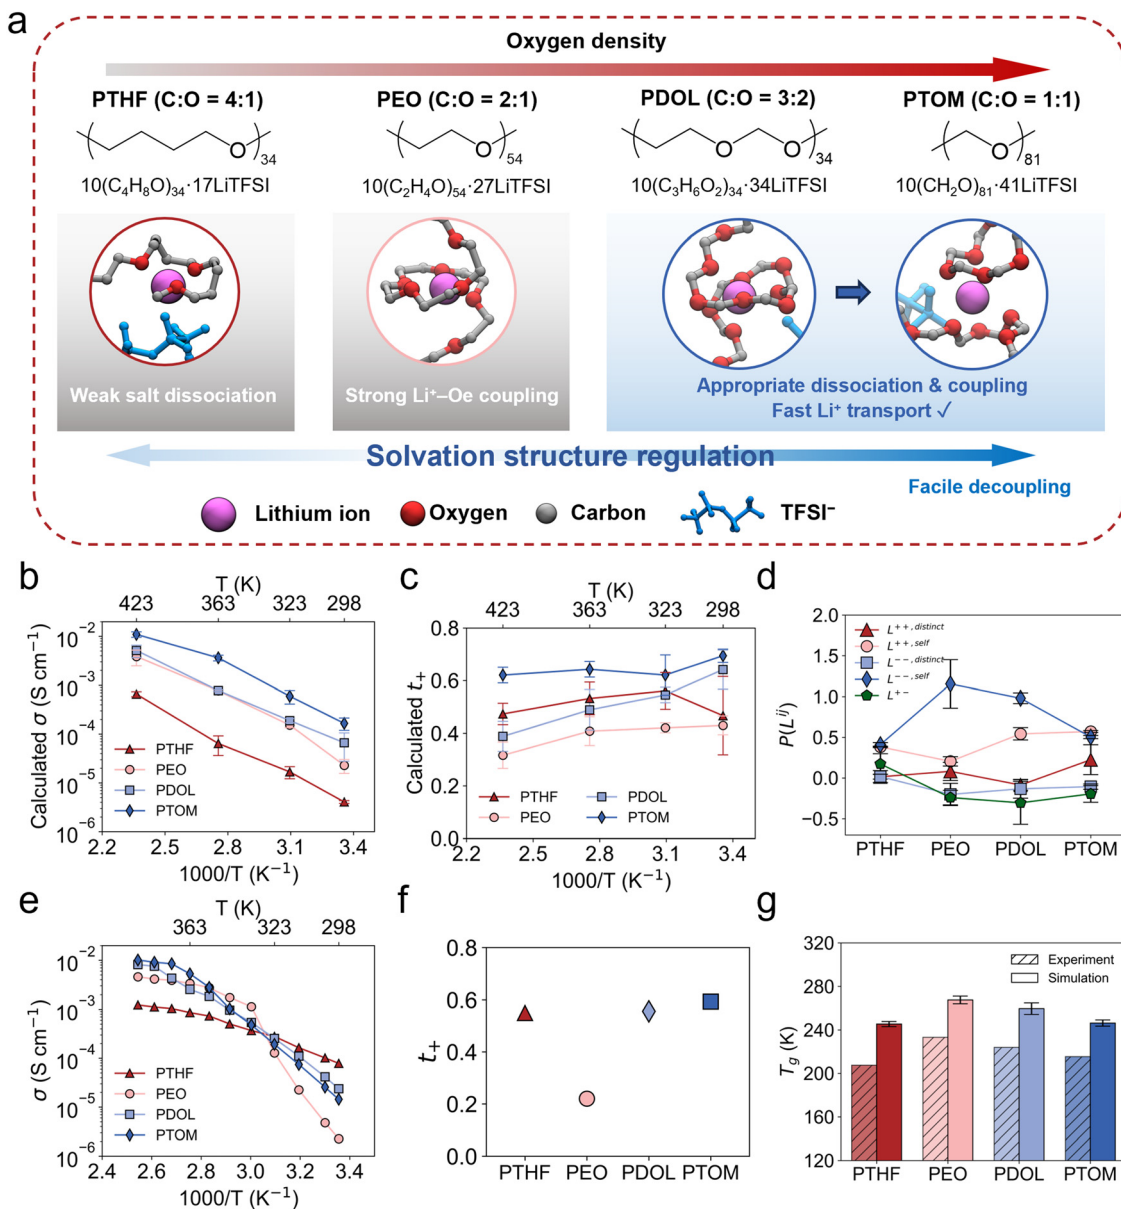 a
Oxygen density
PTHF (C:O = 4:1)
PEO (C:O = 2:1)
PDOL (C:O = 3:2)
PTOM (C:O = 1:1)
O
34
O
54
O
O
34
O
81
10(C₄H₈O)₃₄·17LiTFSI
10(C₂H₄O)₅₄·27LiTFSI
10(C₃H₆O₂)₃₄·34LiTFSI
10(CH₂O)₈₁·41LiTFSI
Weak salt dissociation
Strong Li⁺–Oe coupling
Appropriate dissociation & coupling
Fast Li⁺ transport ✓
Solvation structure regulation
Facile decoupling
Lithium ion
Oxygen
Carbon
TFSI⁻
b
T (K)
423 363 323 298
Calculated σ (S cm⁻¹)
10⁻²
10⁻³
10⁻⁴
10⁻⁵
10⁻⁶
PTHF
PEO
PDOL
PTOM
2.2 2.4 2.6 2.8 3.0 3.2 3.4
1000/T (K⁻¹)
c
T (K)
423 363 323 298
Calculated t₊
0.8
0.6
0.4
0.2
0.0
PTHF
PEO
PDOL
PTOM
2.2 2.5 2.8 3.1 3.4
1000/T (K⁻¹)
d
P(Lⁱʲ)
2.0
1.5
1.0
0.5
0.0
−0.5
L⁺⁺,distinct
L⁺⁺,self
L⁻⁻,distinct
L⁻⁻,self
L⁺⁻
PTHF PEO PDOL PTOM
e
T (K)
363 323 298
σ (S cm⁻¹)
10⁻²
10⁻³
10⁻⁴
10⁻⁵
10⁻⁶
PTHF
PEO
PDOL
PTOM
2.4 2.6 2.8 3.0 3.2 3.4
1000/T (K⁻¹)
f
t₊
0.8
0.6
0.4
0.2
0.0
PTHF PEO PDOL PTOM
g
T_g (K)
320
280
240
200
160
120
Experiment
Simulation
PTHF PEO PDOL PTOM